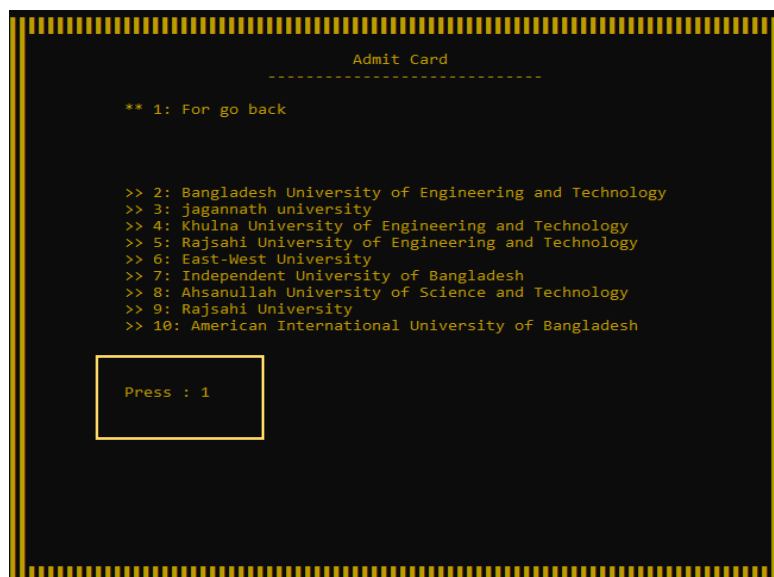 Admit Card
-----------------------------
** 1: For go back
>> 2: Bangladesh University of Engineering and Technology
>> 3: jagannath university
>> 4: Khulna University of Engineering and Technology
>> 5: Rajsahi University of Engineering and Technology
>> 6: East-West University
>> 7: Independent University of Bangladesh
>> 8: Ahsanullah University of Science and Technology
>> 9: Rajsahi University
>> 10: American International University of Bangladesh
Press : 1